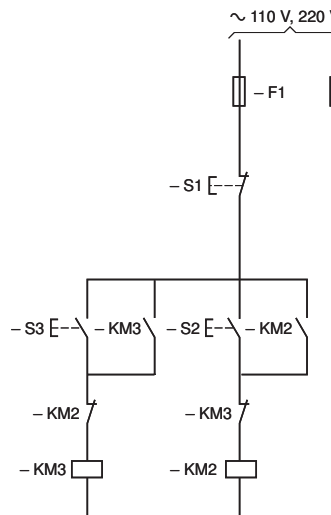 ∼ 110 V, 220 V
– F1
– S1
– S3 – KM3 – S2 – KM2
– KM2 – KM3
– KM3 – KM2